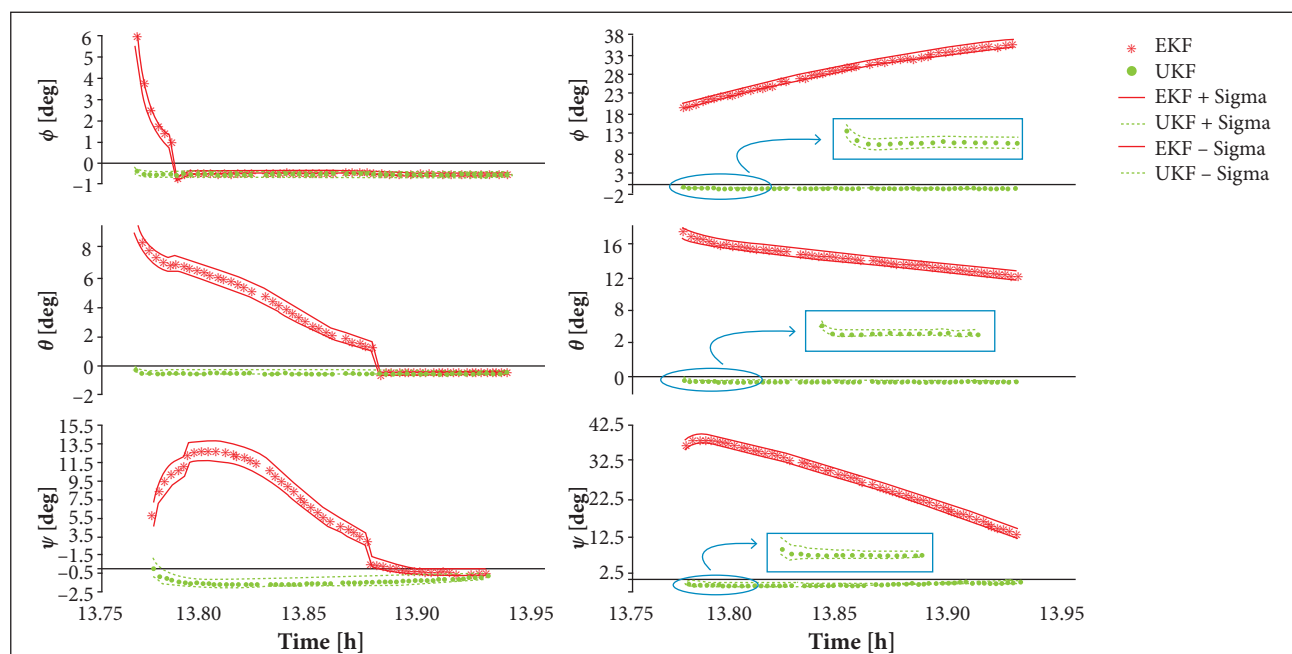 6
5
4
3
2
1
0
−1
ϕ [deg]
8
6
4
2
0
−2
θ [deg]
15.5
13.5
11.5
9.5
7.5
5.5
3.5
1.5
−0.5
−2.5
ψ [deg]
13.75 13.80 13.85 13.90 13.95
Time [h]
38
33
28
23
18
13
8
3
−2
ϕ [deg]
16
12
8
2
0
θ [deg]
42.5
32.5
22.5
12.5
2.5
ψ [deg]
13.75 13.80 13.85 13.90 13.95
Time [h]
EKF
UKF
EKF + Sigma
UKF + Sigma
EKF – Sigma
UKF – Sigma